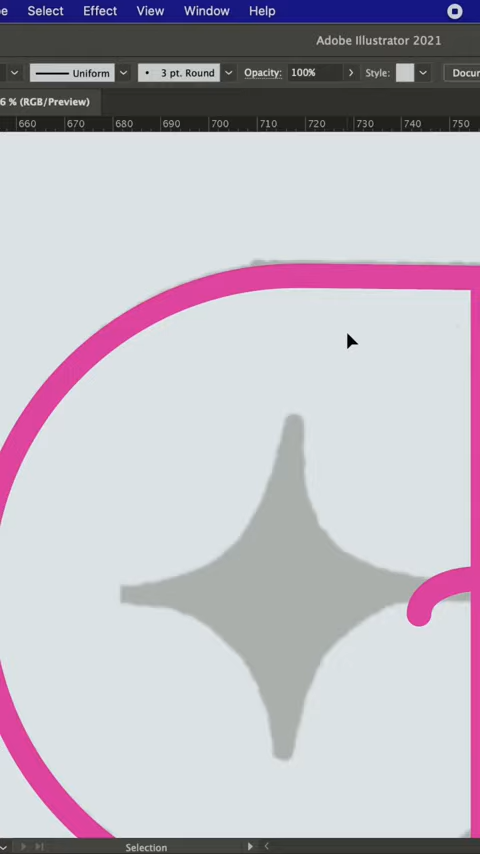 Select Effect View Window Help
Adobe Illustrator 2021
Uniform 3 pt. Round Opacity: 100% Style:
6 % (RGB/Preview)
660 670 680 690 700 710 720 730 740 750
Selection